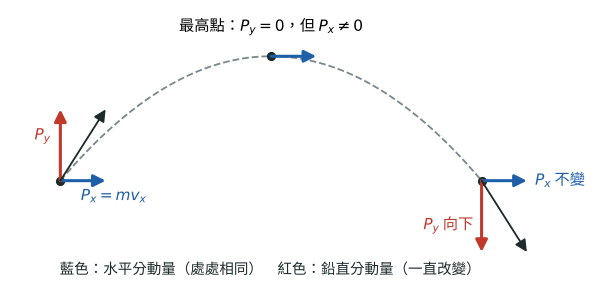 最高點：P_y = 0，但 P_x ≠ 0
P_y
P_x = mv_x
P_x 不變
P_y 向下
藍色：水平分動量（處處相同） 紅色：鉛直分動量（一直改變）